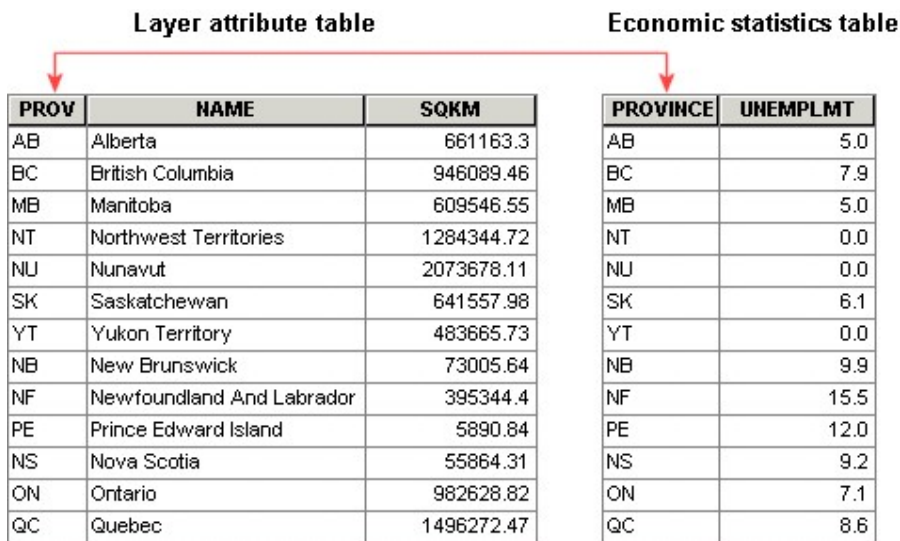 Layer attribute table Economic statistics table
PROV NAME SQKM PROVINCE UNEMPLMT
AB Alberta 661163.3 AB 5.0
BC British Columbia 946089.46 BC 7.9
MB Manitoba 609546.55 MB 5.0
NT Northwest Territories 1284344.72 NT 0.0
NU Nunavut 2073678.11 NU 0.0
SK Saskatchewan 641557.98 SK 6.1
YT Yukon Territory 483665.73 YT 0.0
NB New Brunswick 73005.64 NB 9.9
NF Newfoundland And Labrador 395344.4 NF 15.5
PE Prince Edward Island 5890.84 PE 12.0
NS Nova Scotia 55864.31 NS 9.2
ON Ontario 982628.82 ON 7.1
QC Quebec 1496272.47 QC 8.6